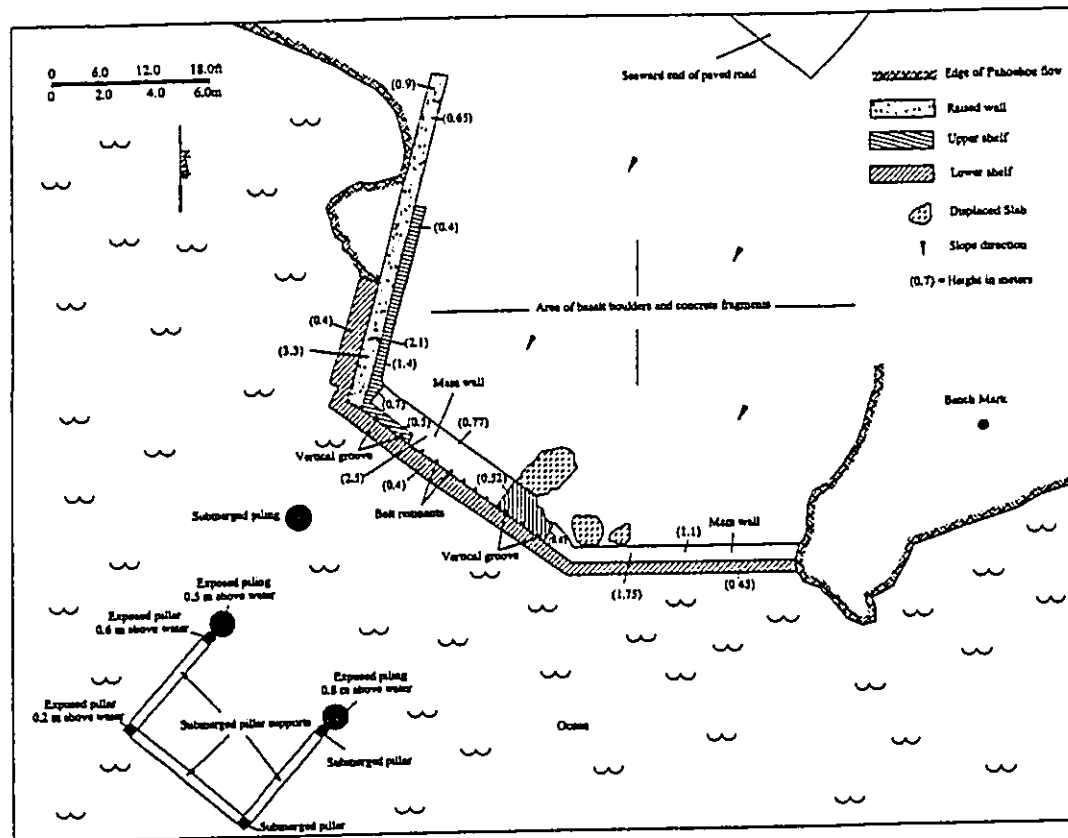 0 6.0 12.0 18.0ft
0 2.0 4.0 6.0m
North
Seaward end of paved road
Edge of Pahoehoe flow
Raised wall
Upper shelf
Lower shelf
Displaced Slab
Slope direction
(0.7) = Height in meters
(0.9)
(0.65)
(0.4)
Area of basalt boulders and concrete fragments
(0.4)
(3.3)
(2.1)
(1.4)
Main wall
(0.7)
(0.5)
(0.77)
Bench Mark
Vertical groove
(2.5)
(0.4)
(0.52)
Bolt remnants
Submerged piling
Vertical groove
Main wall
(1.1)
(1.75)
(0.45)
Exposed piling
0.5 m above water
Exposed pillar
0.6 m above water
Exposed piling
0.8 m above water
Exposed pillar
0.2 m above water
Submerged pillar supports
Submerged pillar
Submerged pillar
Ocean